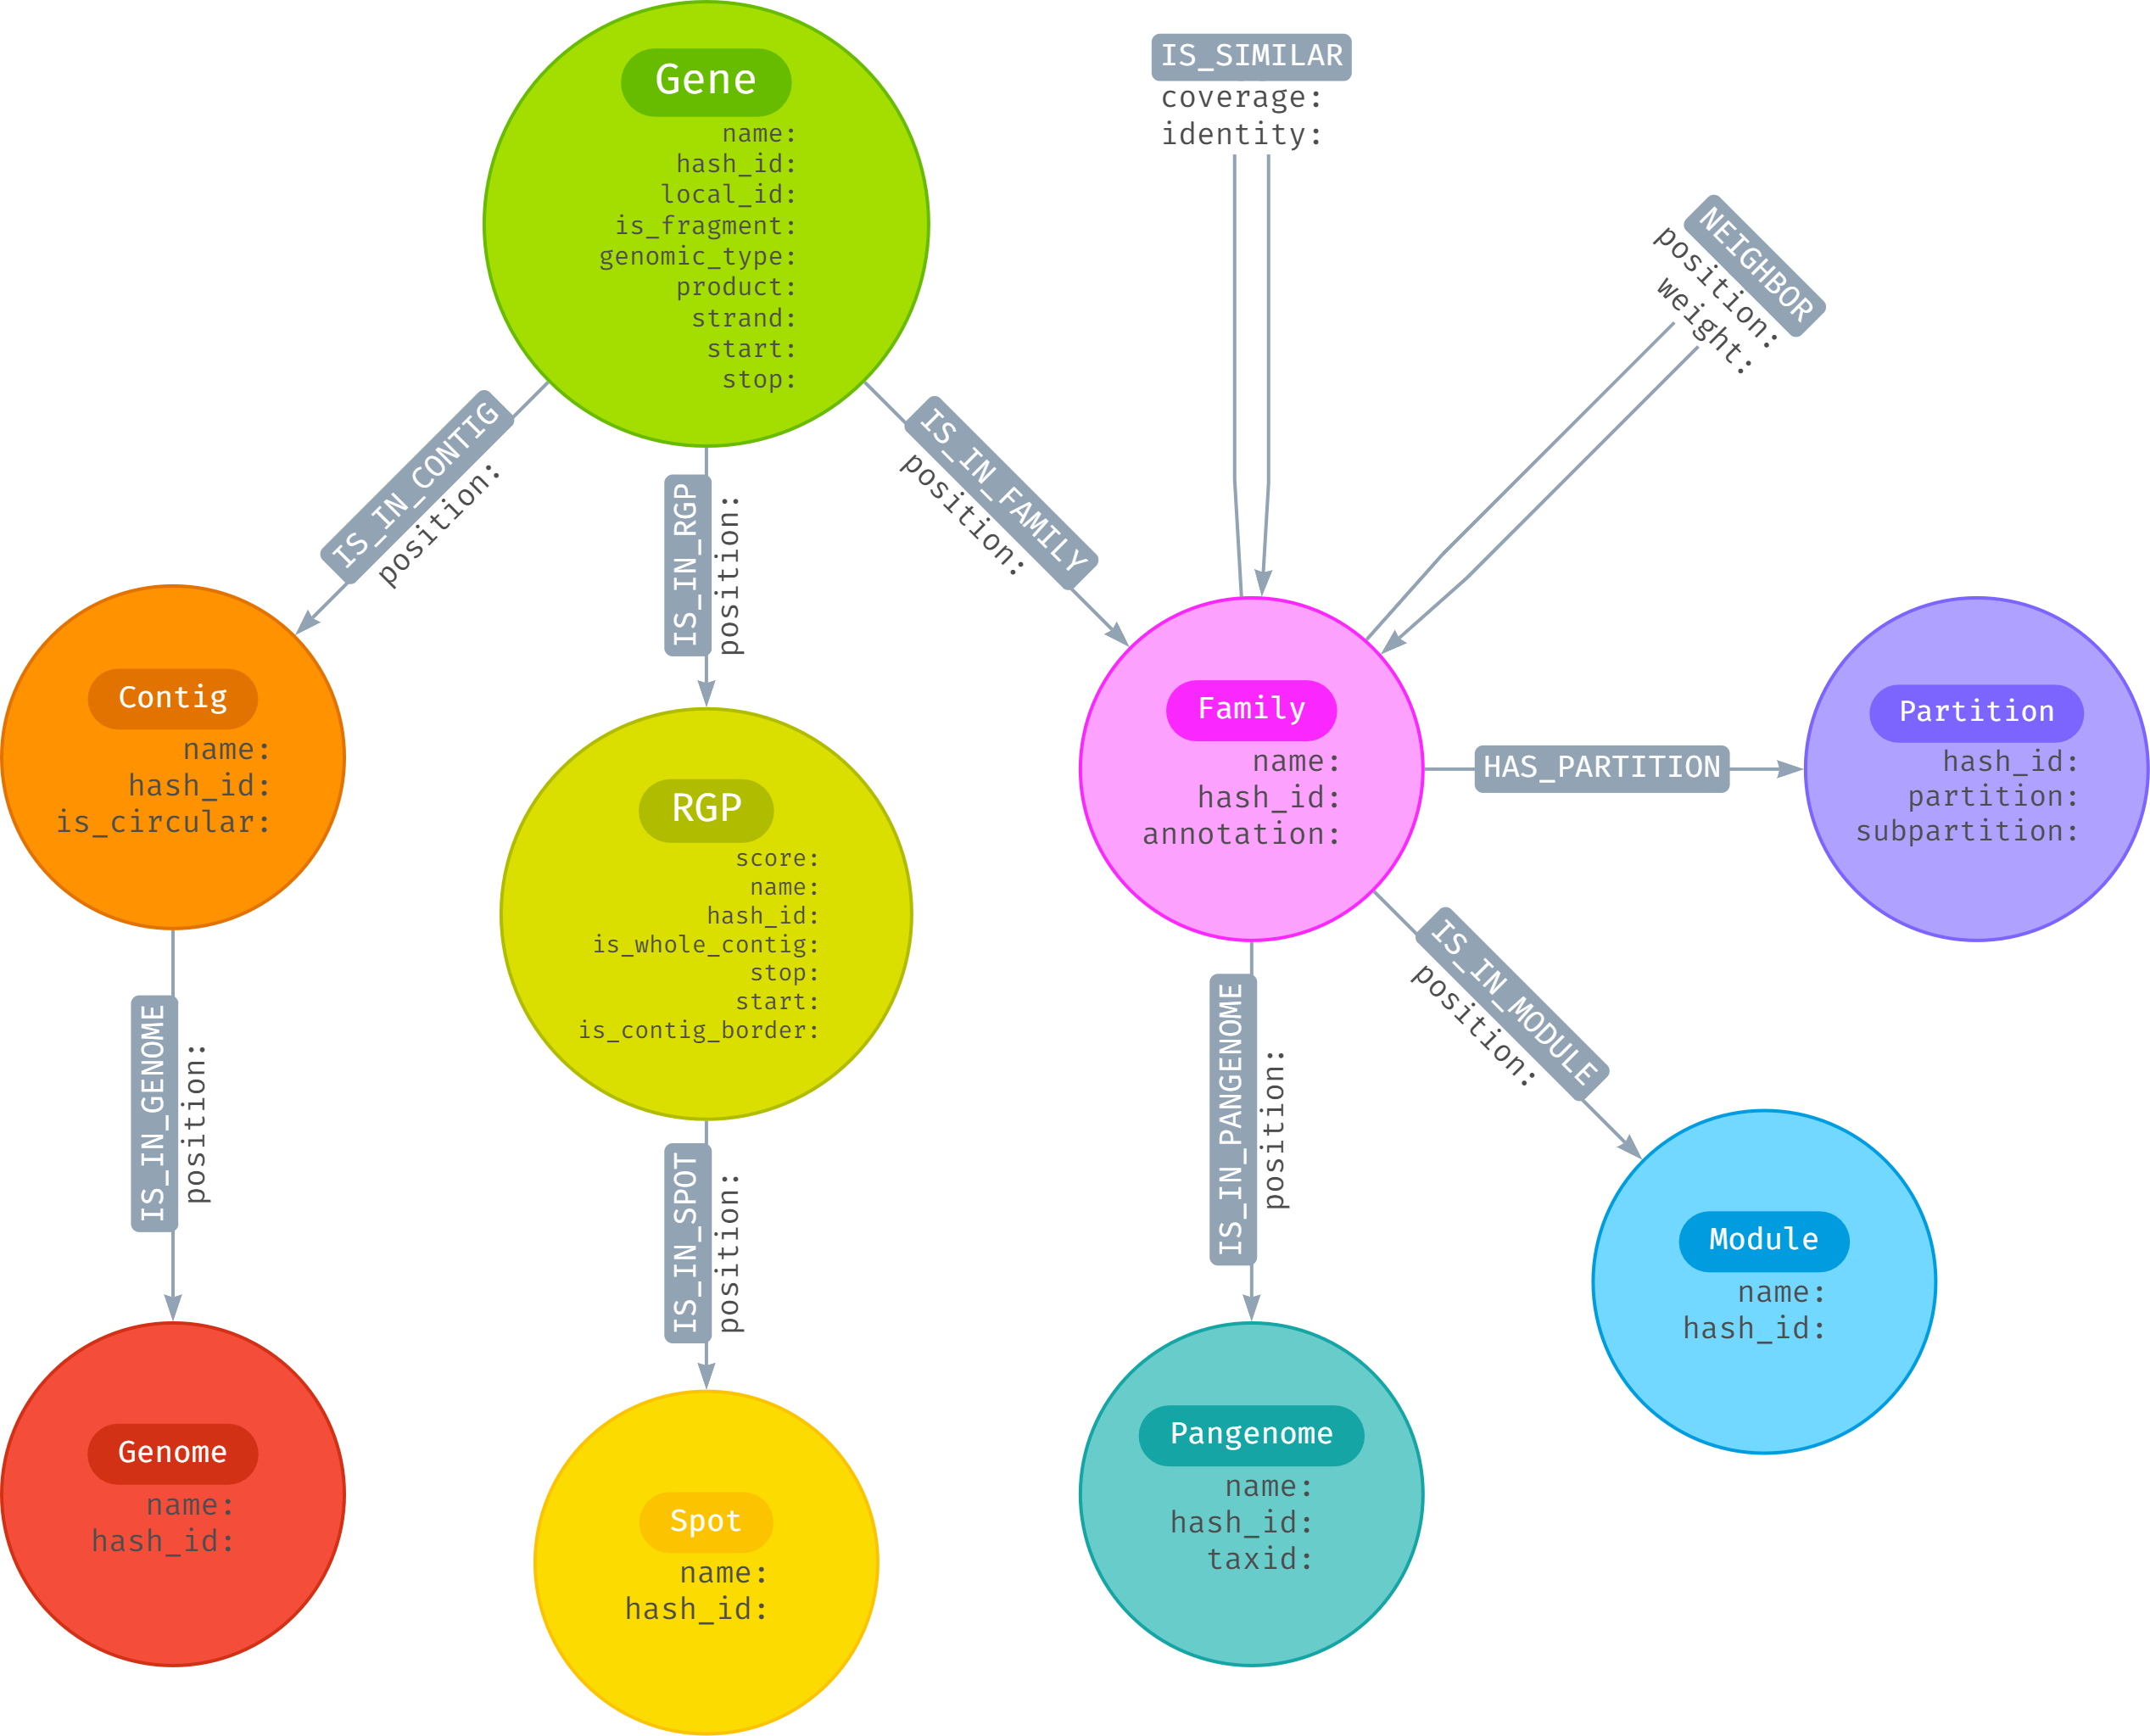 Gene
name:
hash_id:
local_id:
is_fragment:
genomic_type:
product:
strand:
start:
stop:
IS_SIMILAR
coverage:
identity:
NEIGHBOR
position:
weight:
IS_IN_CONTIG
position:
IS_IN_RGP
position:
IS_IN_FAMILY
position:
Contig
name:
hash_id:
is_circular:
RGP
score:
name:
hash_id:
is_whole_contig:
stop:
start:
is_contig_border:
Family
name:
hash_id:
annotation:
HAS_PARTITION
Partition
hash_id:
partition:
subpartition:
IS_IN_GENOME
position:
IS_IN_SPOT
position:
IS_IN_PANGENOME
position:
IS_IN_MODULE
position:
Module
name:
hash_id:
Genome
name:
hash_id:
Spot
name:
hash_id:
Pangenome
name:
hash_id:
taxid: